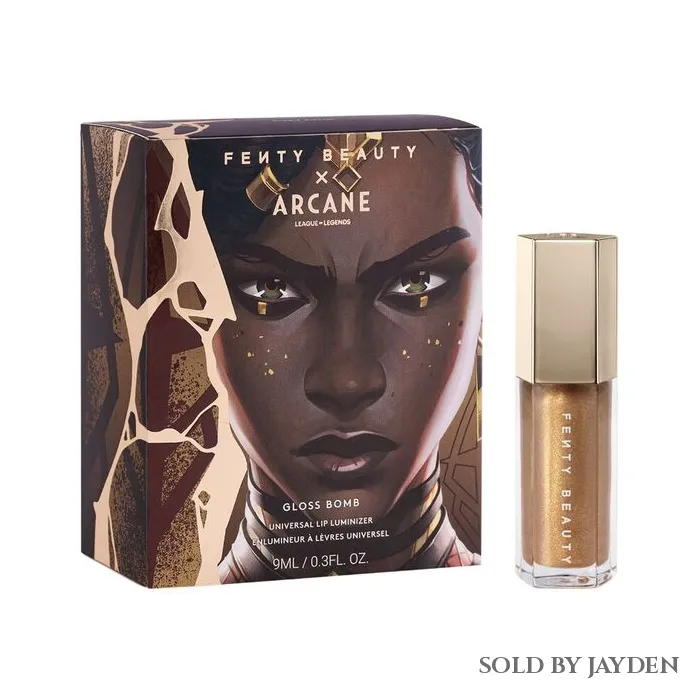 FENTY BEAUTY
X
ARCANE
LEAGUE OF LEGENDS
GLOSS BOMB
UNIVERSAL LIP LUMINIZER
ENLUMINEUR À LÈVRES UNIVERSEL
9ML / 0.3FL. OZ.
FENTY BEAUTY
SOLD BY JAYDEN